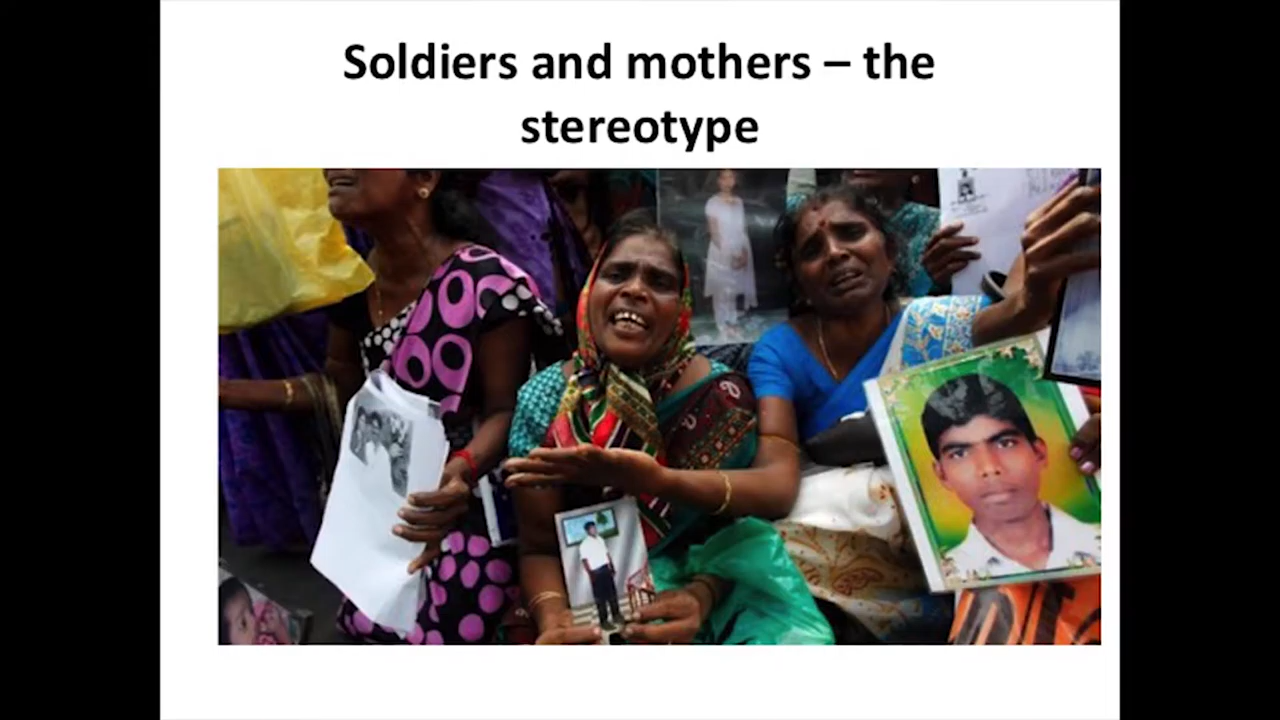 Soldiers and mothers – the
stereotype